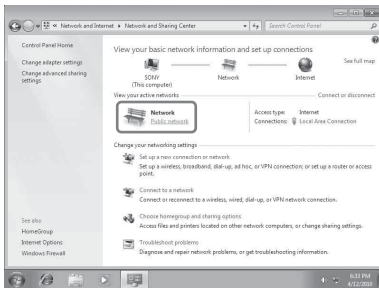 Network and Internet
Network and Sharing Center
Search Control Panel
Control Panel Home
Change adapter settings
Change advanced sharing
settings
View your basic network information and set up connections
See full map
SONY
(This computer)
Network
Internet
View your active networks
Connect or disconnect
Network
Public network
Access type: Internet
Connections: Local Area Connection
Change your networking settings
Set up a new connection or network
Set up a wireless, broadband, dial-up, ad hoc, or VPN connection; or set up a router or access
point.
Connect to a network
Connect or reconnect to a wireless, wired, dial-up, or VPN network connection.
Choose homegroup and sharing options
Access files and printers located on other network computers, or change sharing settings.
Troubleshoot problems
Diagnose and repair network problems, or get troubleshooting information.
See also
HomeGroup
Internet Options
Windows Firewall
6:33 PM
4/12/2010